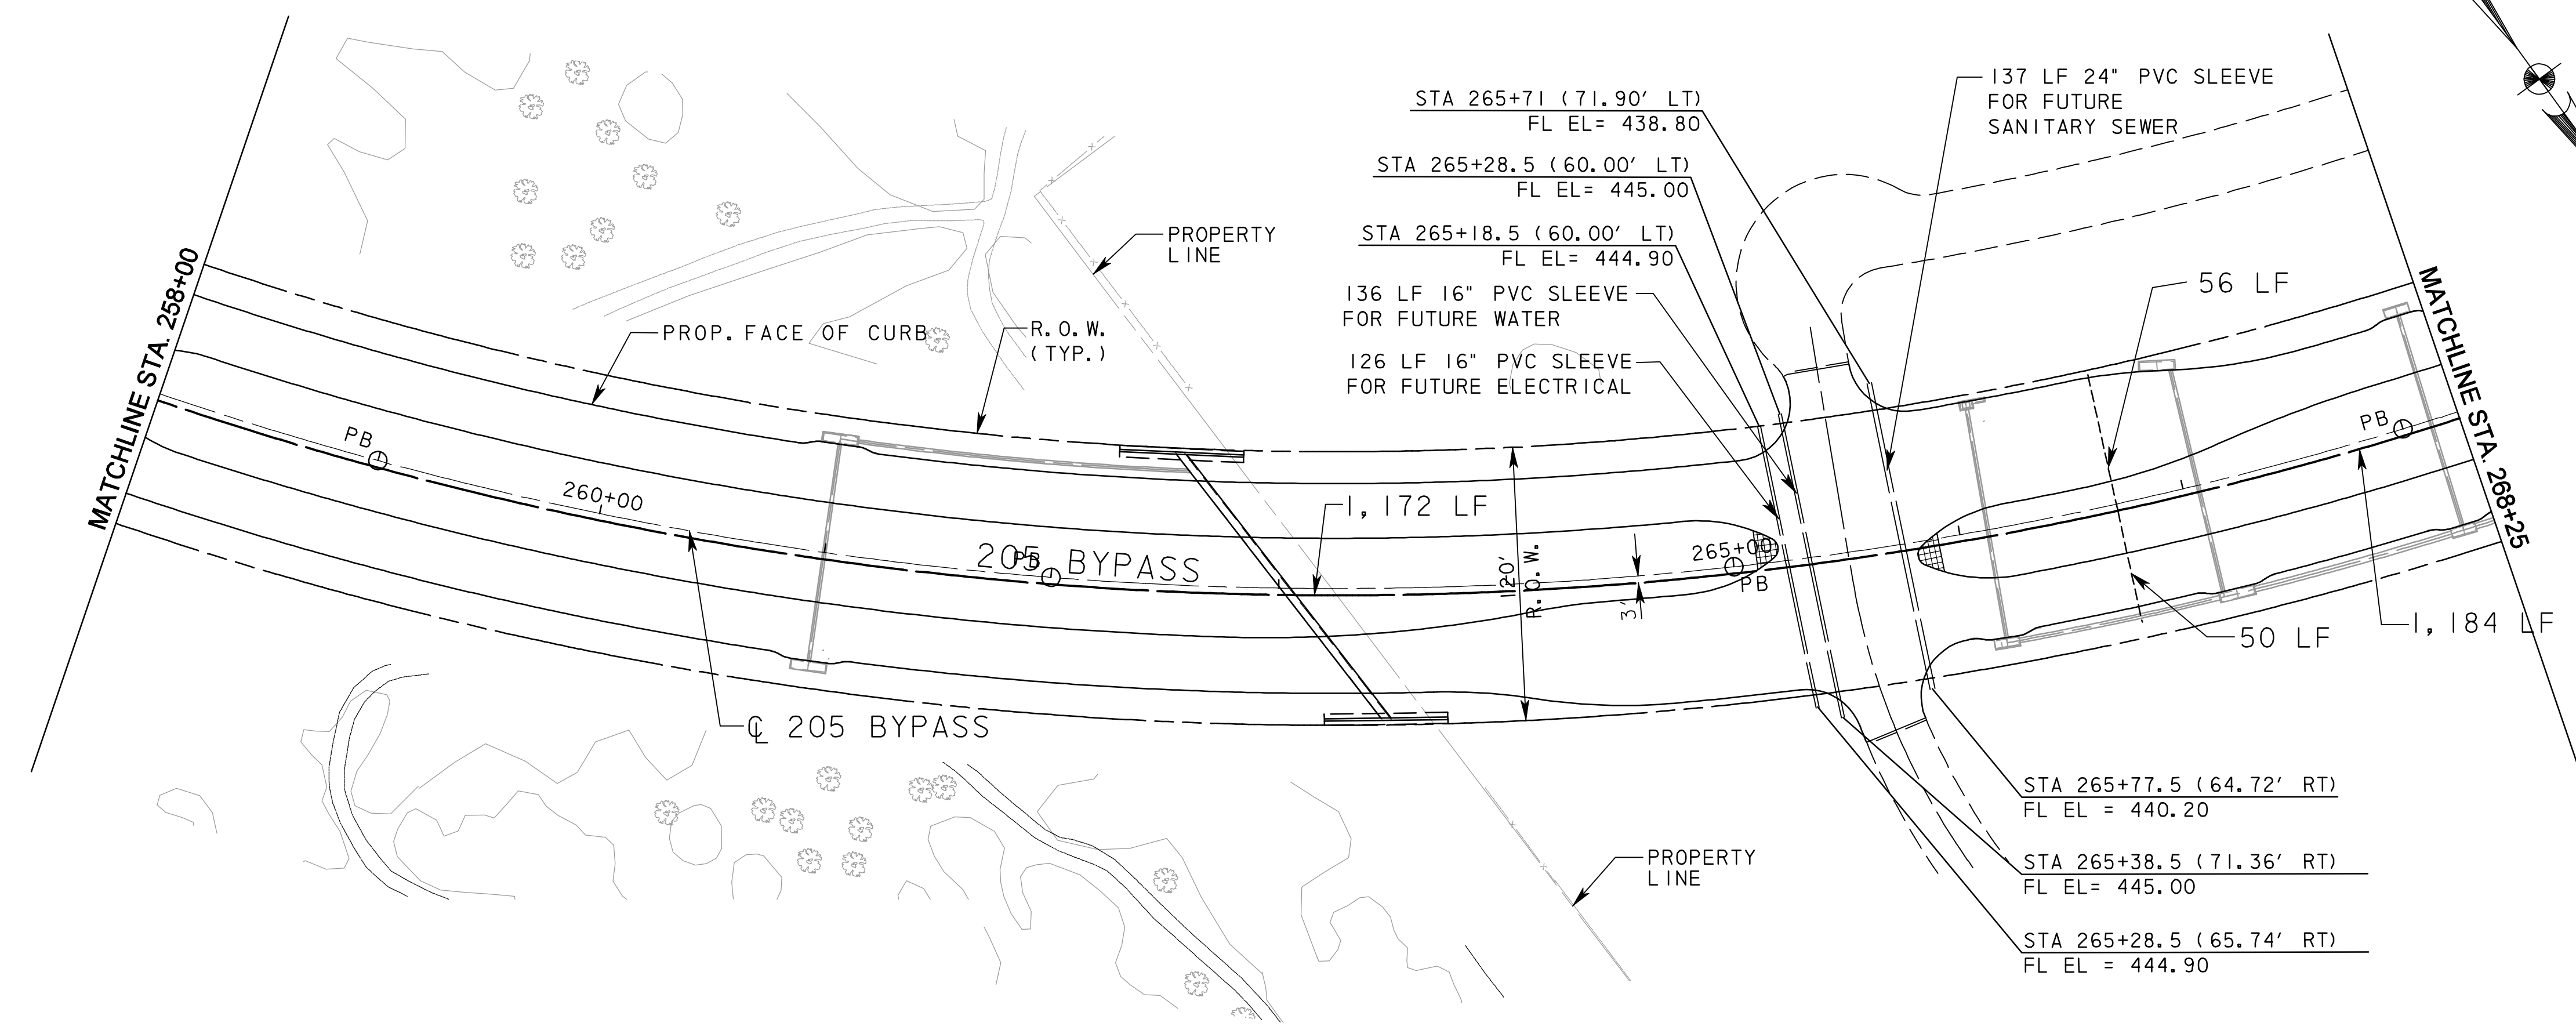 MATCHLINE STA. 258+00
PB
260+00
PROP. FACE OF CURB
R.O.W.
(TYP.)
PROPERTY
LINE
℄ 205 BYPASS
205 BYPASS
PB
1,172 LF
120'
R.O.W.
3'
265+00
PB
STA 265+71 (71.90' LT)
FL EL= 438.80
STA 265+28.5 (60.00' LT)
FL EL= 445.00
STA 265+18.5 (60.00' LT)
FL EL= 444.90
136 LF 16" PVC SLEEVE
FOR FUTURE WATER
126 LF 16" PVC SLEEVE
FOR FUTURE ELECTRICAL
137 LF 24" PVC SLEEVE
FOR FUTURE
SANITARY SEWER
56 LF
PB
MATCHLINE STA. 268+25
50 LF
1,184 LF
STA 265+77.5 (64.72' RT)
FL EL = 440.20
STA 265+38.5 (71.36' RT)
FL EL= 445.00
STA 265+28.5 (65.74' RT)
FL EL = 444.90
PROPERTY
LINE